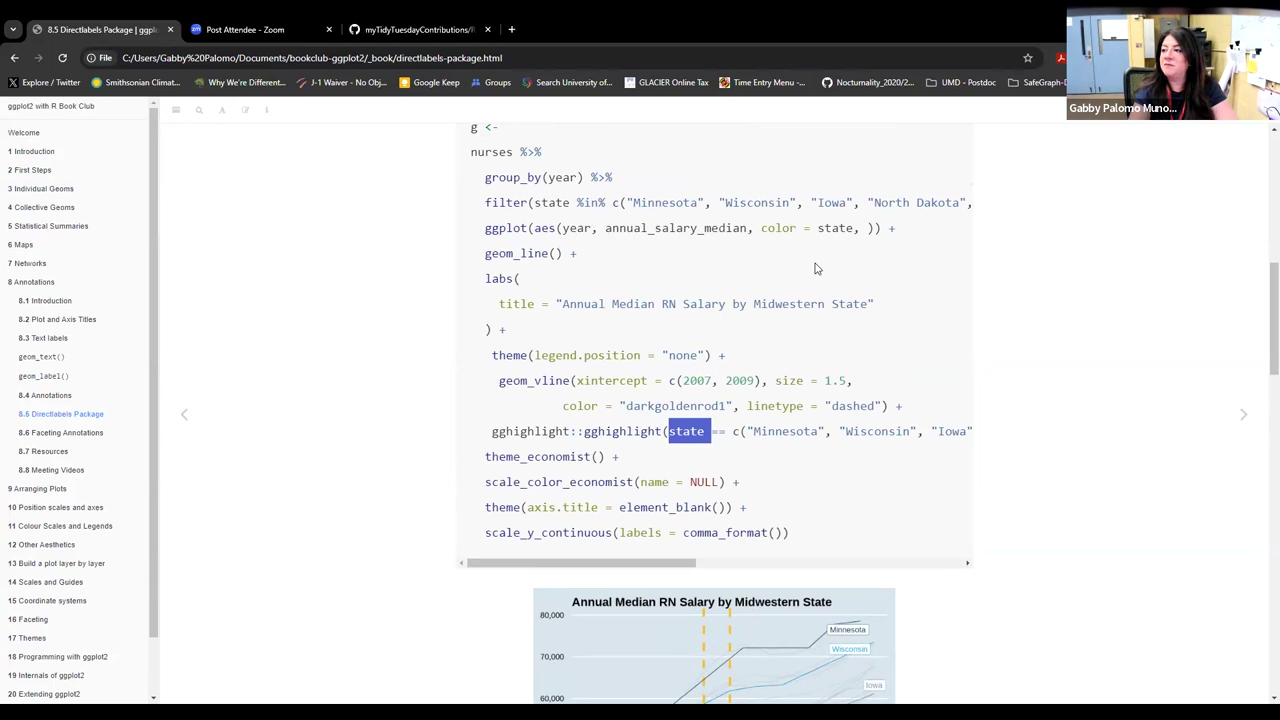 8.5 Directlabels Package | ggpl
Post Attendee - Zoom
myTidyTuesdayContributions/R
File
C:/Users/Gabby%20Palomo/Documents/bookclub-ggplot2/_book/directlabels-package.html
Explore / Twitter
Smithsonian Climat...
Why We're Different...
J-1 Waiver - No Obj...
Google Keep
Groups
Search University of...
GLACIER Online Tax
Time Entry Menu -...
Nocturnality_2020/2...
UMD - Postdoc
SafeGraph-D
Gabby Palomo Muno...
ggplot2 with R Book Club
Welcome
1 Introduction
2 First Steps
3 Individual Geoms
4 Collective Geoms
5 Statistical Summaries
6 Maps
7 Networks
8 Annotations
8.1 Introduction
8.2 Plot and Axis Titles
8.3 Text labels
geom_text()
geom_label()
8.4 Annotations
8.5 Directlabels Package
8.6 Faceting Annotations
8.7 Resources
8.8 Meeting Videos
9 Arranging Plots
10 Position scales and axes
11 Colour Scales and Legends
12 Other Aesthetics
13 Build a plot layer by layer
14 Scales and Guides
15 Coordinate systems
16 Faceting
17 Themes
18 Programming with ggplot2
19 Internals of ggplot2
20 Extending ggplot2
g <-
nurses %>%
group_by(year) %>%
filter(state %in% c("Minnesota", "Wisconsin", "Iowa", "North Dakota",
ggplot(aes(year, annual_salary_median, color = state, )) +
geom_line() +
labs(
title = "Annual Median RN Salary by Midwestern State"
) +
theme(legend.position = "none") +
geom_vline(xintercept = c(2007, 2009), size = 1.5,
color = "darkgoldenrod1", linetype = "dashed") +
gghighlight::gghighlight(state == c("Minnesota", "Wisconsin", "Iowa"
theme_economist() +
scale_color_economist(name = NULL) +
theme(axis.title = element_blank()) +
scale_y_continuous(labels = comma_format())
Annual Median RN Salary by Midwestern State
80,000
Minnesota
Wisconsin
70,000
Iowa
60,000